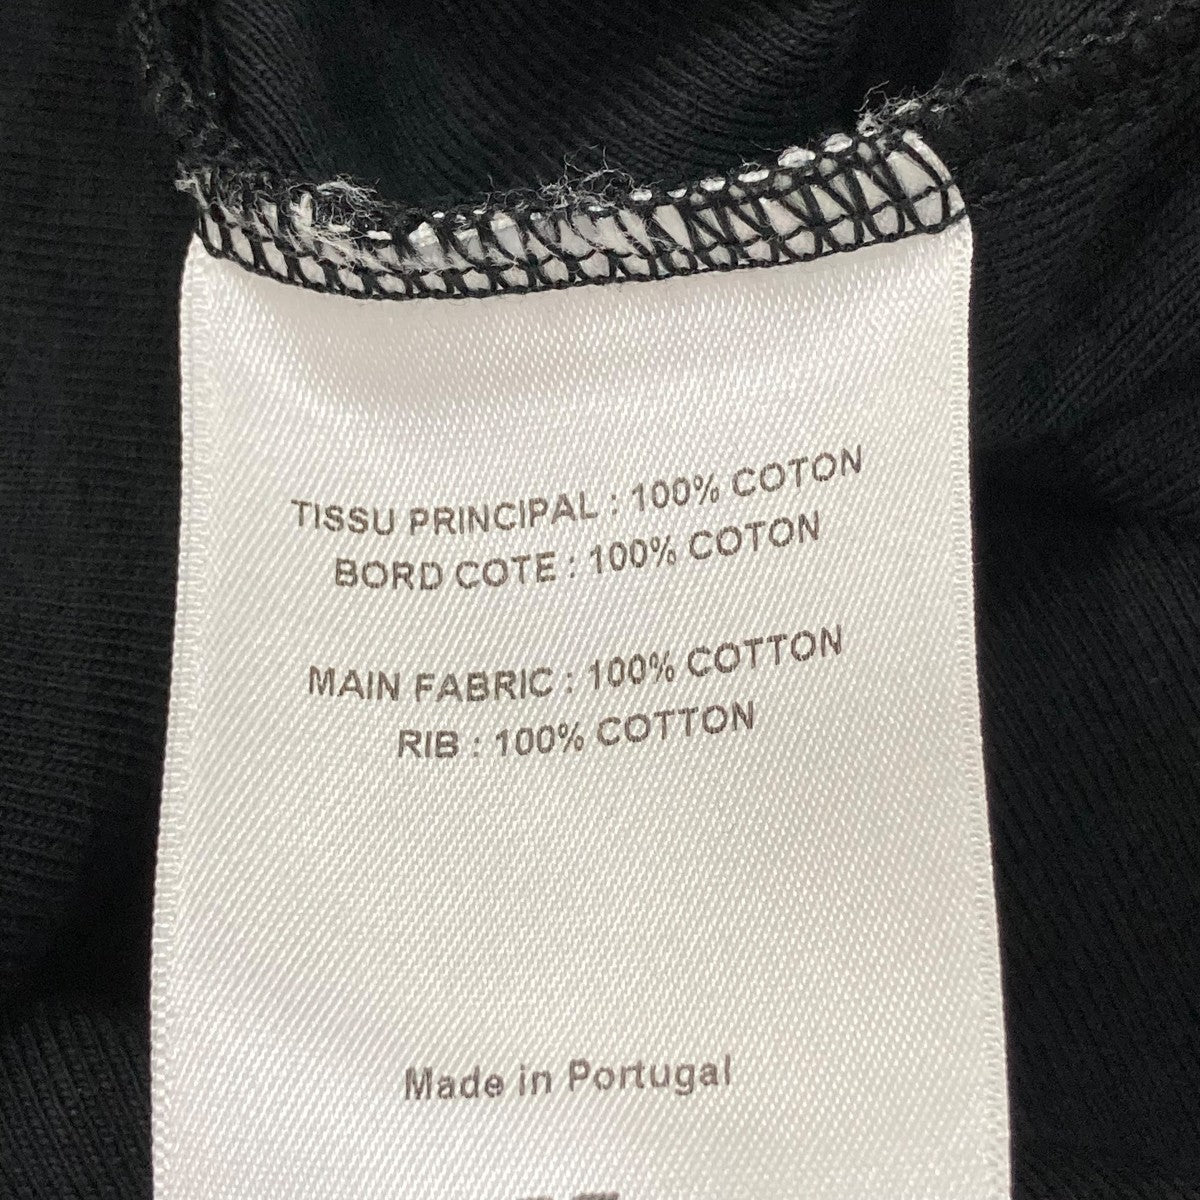 TISSU PRINCIPAL : 100% COTON
BORD COTE : 100% COTON
MAIN FABRIC : 100% COTTON
RIB : 100% COTTON
Made in Portugal